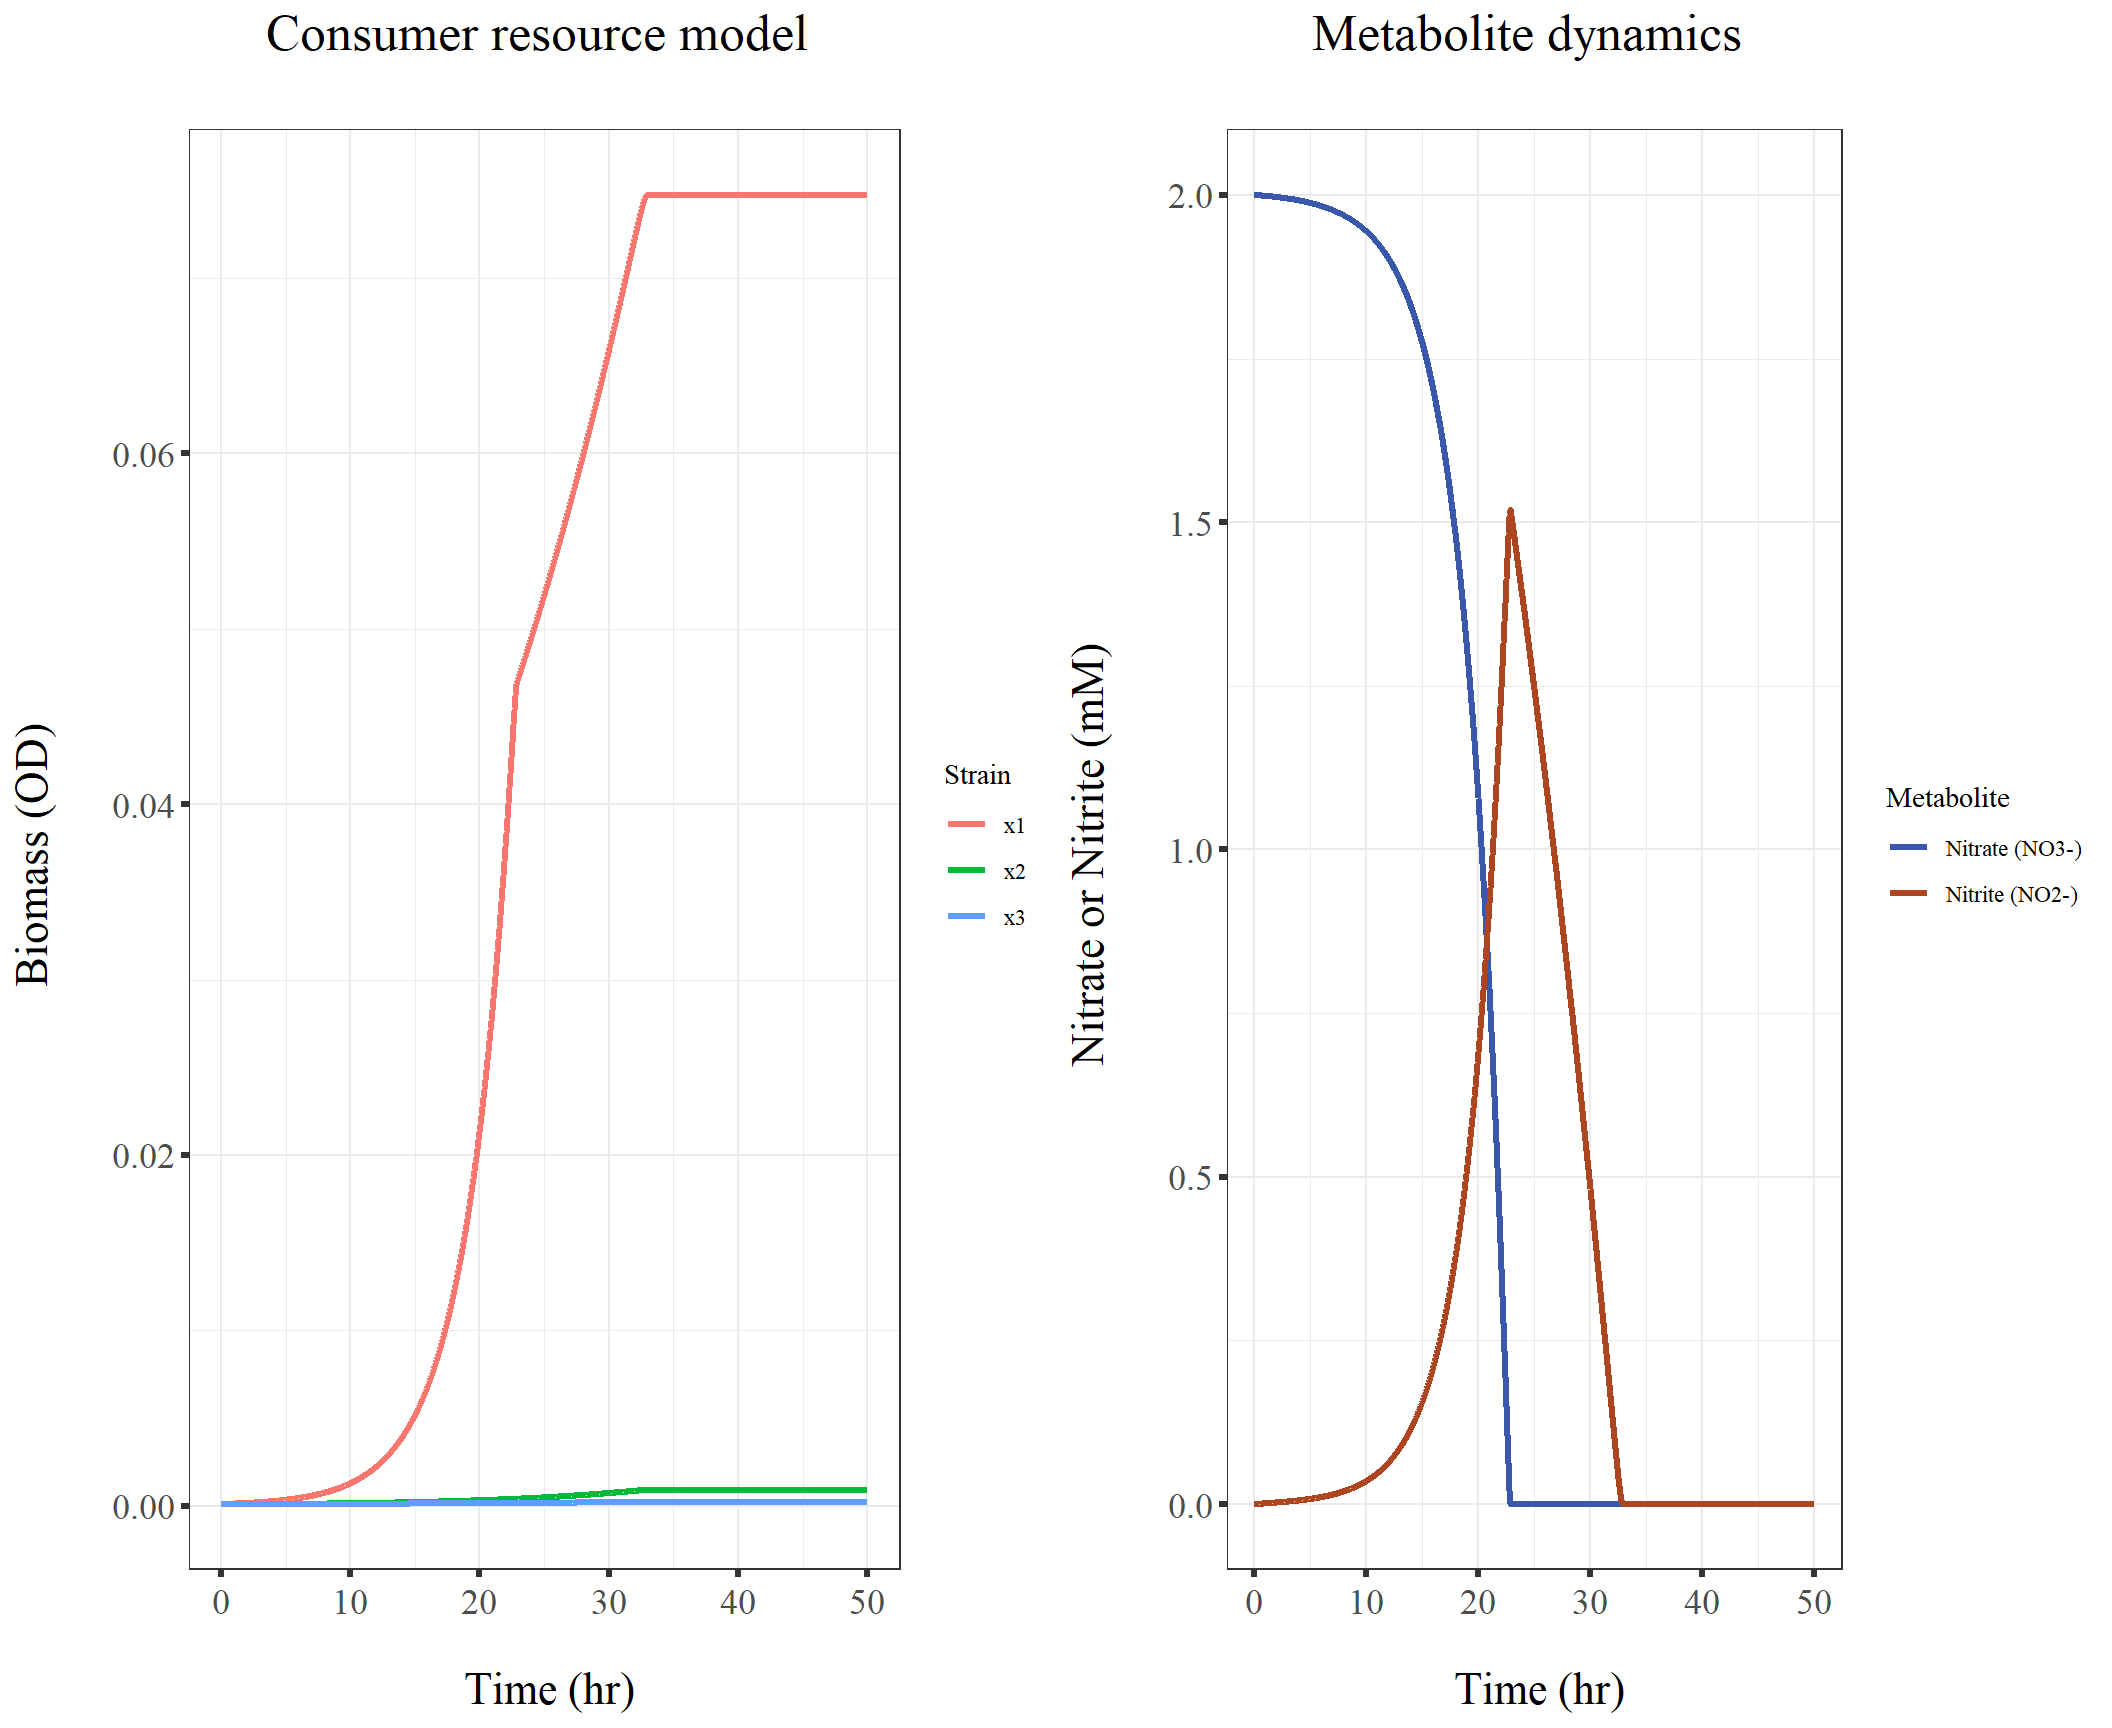 Consumer resource model
Biomass (OD)
0.06
0.04
0.02
0.00
0 10 20 30 40 50
Time (hr)
Strain
x1
x2
x3
Metabolite dynamics
Nitrate or Nitrite (mM)
2.0
1.5
1.0
0.5
0.0
0 10 20 30 40 50
Time (hr)
Metabolite
Nitrate (NO3-)
Nitrite (NO2-)